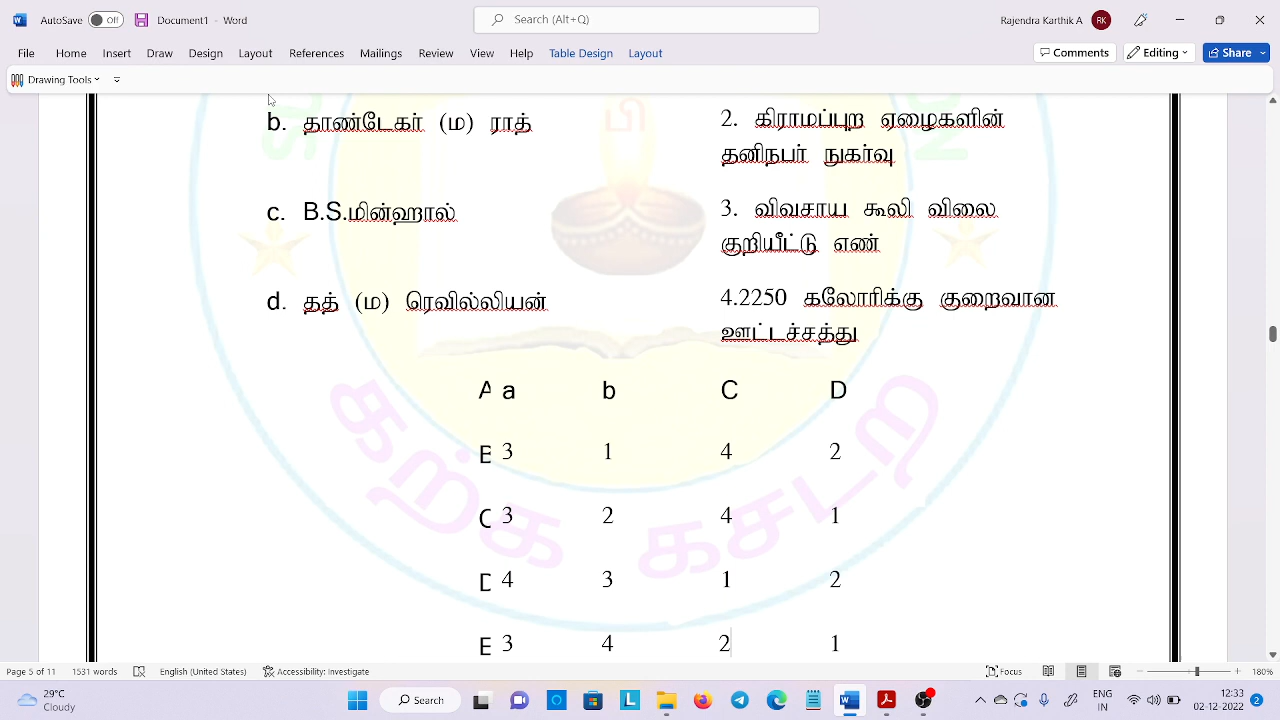 AutoSave Off Document1 - Word Search (Alt+Q) Rajendra Karthik A RK
File Home Insert Draw Design Layout References Mailings Review View Help Table Design Layout Comments Editing Share
Drawing Tools
b. தாண்டேகர் (ம) ராத்
2. கிராமப்புற ஏழைகளின்
தனிநபர் நுகர்வு
c. B.S.மின்ஹால்
3. விவசாய கூலி விலை
குறியீட்டு எண்
d. தத் (ம) ரெவில்லியன்
4.2250 கலோரிக்கு குறைவான
ஊட்டச்சத்து
A a b C D
B 3 1 4 2
C 3 2 4 1
D 4 3 1 2
E 3 4 2 1
பி
கற்க கசடற
Page 5 of 11 1531 words English (United States) Accessibility: Investigate Focus 180%
29°C Search ENG 12:33
Cloudy IN 02-12-2022 2